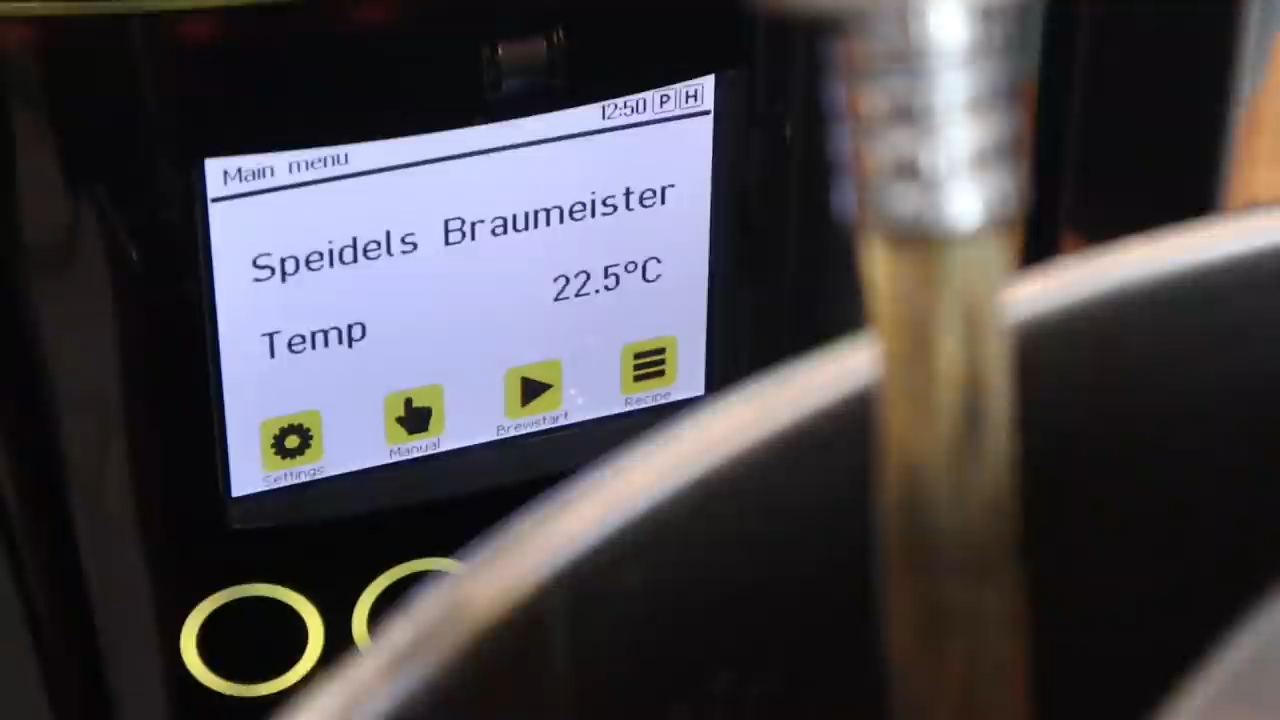 Main menu 12:50 P H
Speidels Braumeister
22.5°C
Temp
Settings Manual Brewstart Recipe